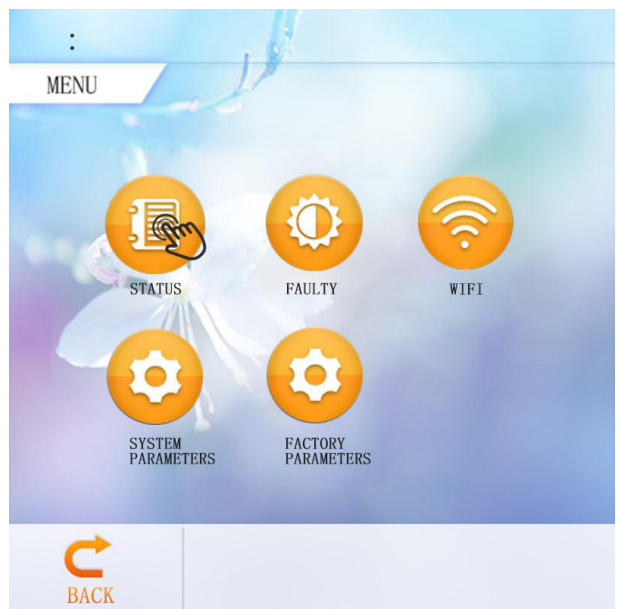 :
MENU
STATUS
FAULTY
WIFI
SYSTEM
PARAMETERS
FACTORY
PARAMETERS
BACK